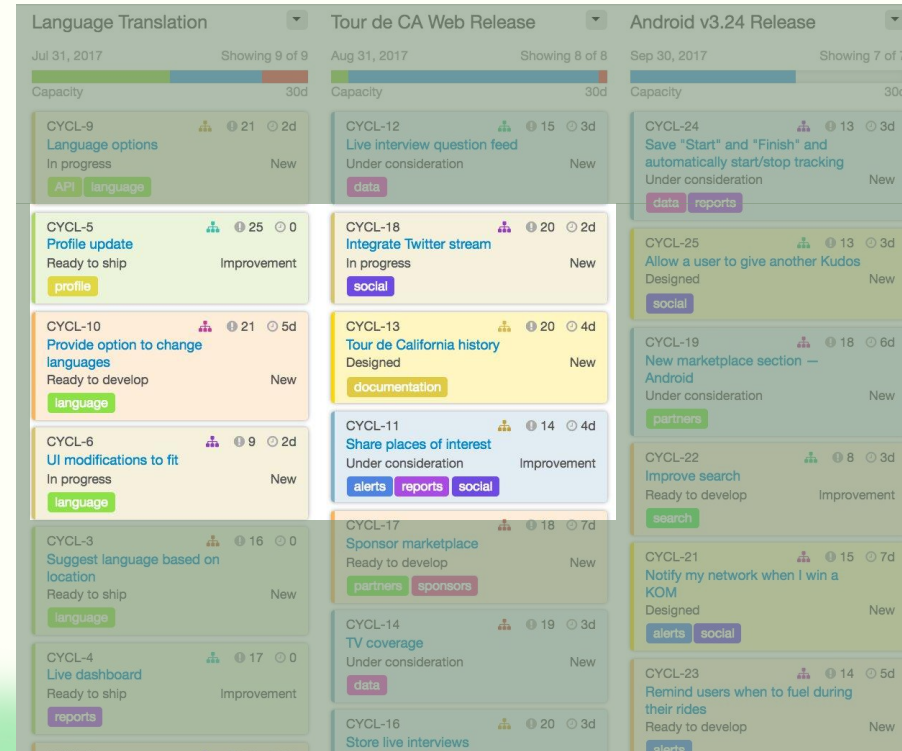 Language Translation
Jul 31, 2017 Showing 9 of 9
Capacity 30d
CYCL-9 21 2d
Language options
In progress New
API language
CYCL-5 25 0
Profile update
Ready to ship Improvement
profile
CYCL-10 21 5d
Provide option to change
languages
Ready to develop New
language
CYCL-6 9 2d
UI modifications to fit
In progress New
language
CYCL-3 16 0
Suggest language based on
location
Ready to ship New
language
CYCL-4 17 0
Live dashboard
Ready to ship Improvement
reports
Tour de CA Web Release
Aug 31, 2017 Showing 8 of 8
Capacity 30d
CYCL-12 15 3d
Live interview question feed
Under consideration New
data
CYCL-18 20 2d
Integrate Twitter stream
In progress New
social
CYCL-13 20 4d
Tour de California history
Designed New
documentation
CYCL-11 14 4d
Share places of interest
Under consideration Improvement
alerts reports social
CYCL-17 18 7d
Sponsor marketplace
Ready to develop New
partners sponsors
CYCL-14 19 3d
TV coverage
Under consideration New
data
CYCL-16 20 3d
Store live interviews
Android v3.24 Release
Sep 30, 2017 Showing 7 of 7
Capacity 30d
CYCL-24 13 3d
Save "Start" and "Finish" and
automatically start/stop tracking
Under consideration New
data reports
CYCL-25 13 3d
Allow a user to give another Kudos
Designed New
social
CYCL-19 18 6d
New marketplace section —
Android
Under consideration New
partners
CYCL-22 8 3d
Improve search
Ready to develop Improvement
search
CYCL-21 15 7d
Notify my network when I win a
KOM
Designed New
alerts social
CYCL-23 14 5d
Remind users when to fuel during
their rides
Ready to develop New
alerts